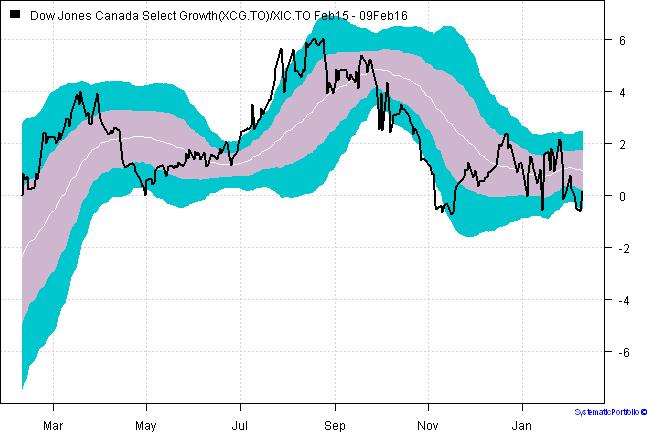 Dow Jones Canada Select Growth(XCG.TO)/XIC.TO Feb15 - 09Feb16
6
4
2
0
-2
-4
-6
Mar May Jul Sep Nov Jan
SystematicPortfolio ©